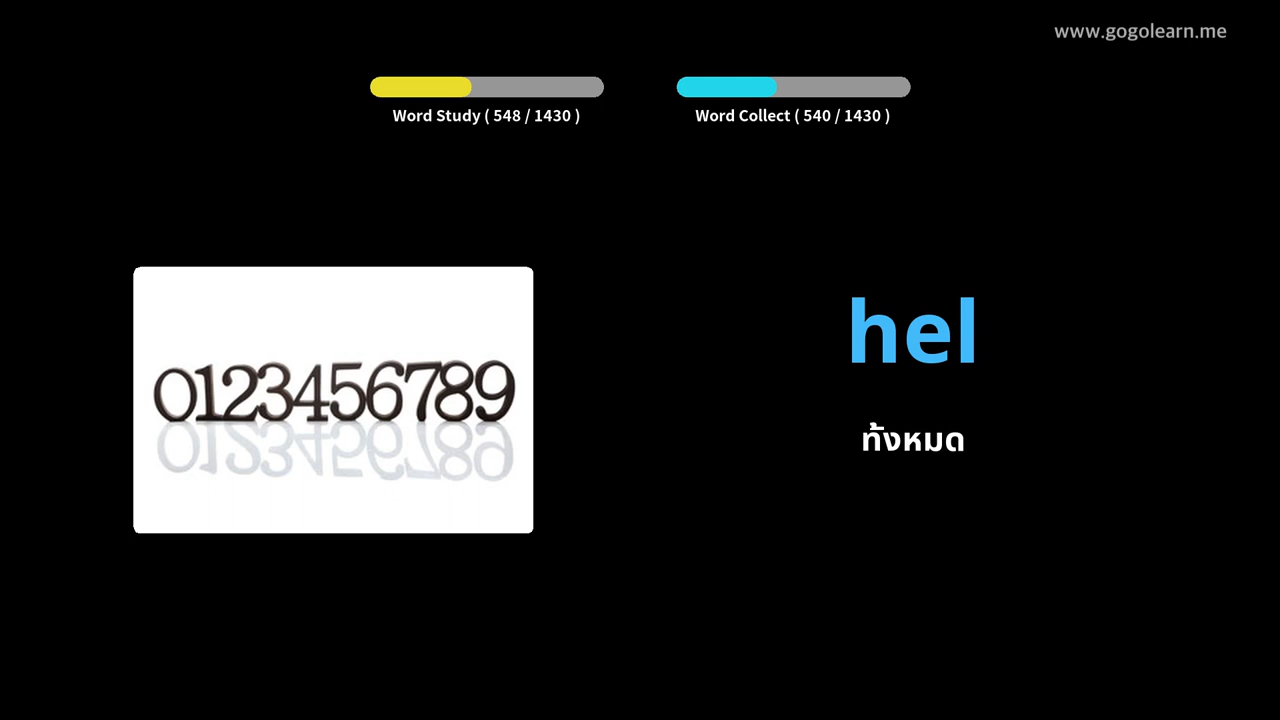 www.gogolearn.me
Word Study ( 548 / 1430 )
Word Collect ( 540 / 1430 )
0123456789
hel
ทั้งหมด